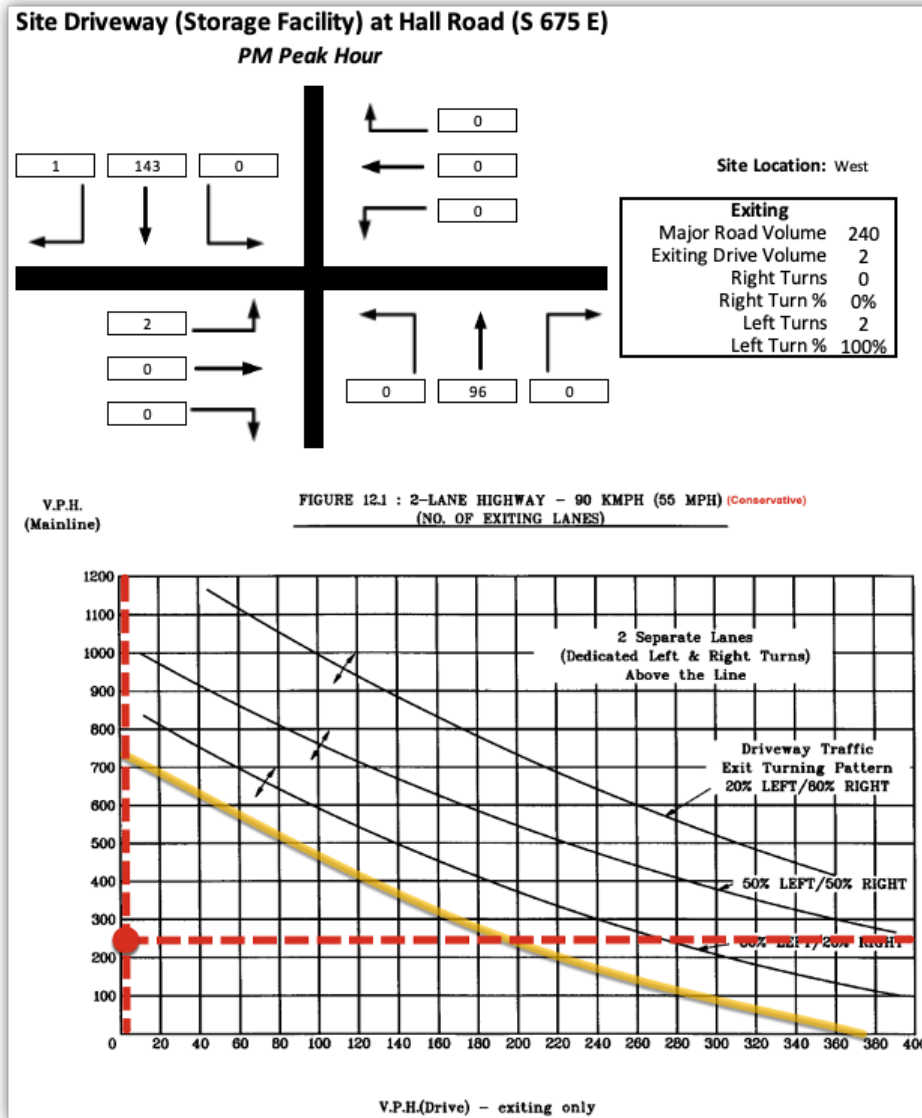 Site Driveway (Storage Facility) at Hall Road (S 675 E)
PM Peak Hour
0
1 143 0
0
Site Location: West
0
Exiting
Major Road Volume 240
Exiting Drive Volume 2
Right Turns 0
Right Turn % 0%
Left Turns 2
Left Turn % 100%
2
0
0
0 96 0
V.P.H.
(Mainline)
FIGURE 12.1 : 2-LANE HIGHWAY - 90 KMPH (55 MPH) (Conservative)
(NO. OF EXITING LANES)
1200
1100
1000
900
800
700
600
500
400
300
200
100
2 Separate Lanes
(Dedicated Left & Right Turns)
Above the Line
Driveway Traffic
Exit Turning Pattern
20% LEFT/80% RIGHT
50% LEFT/50% RIGHT
LEFT/20% RIGHT
0 20 40 60 80 100 120 140 160 180 200 220 240 260 280 300 320 340 360 380 400
V.P.H.(Drive) - exiting only